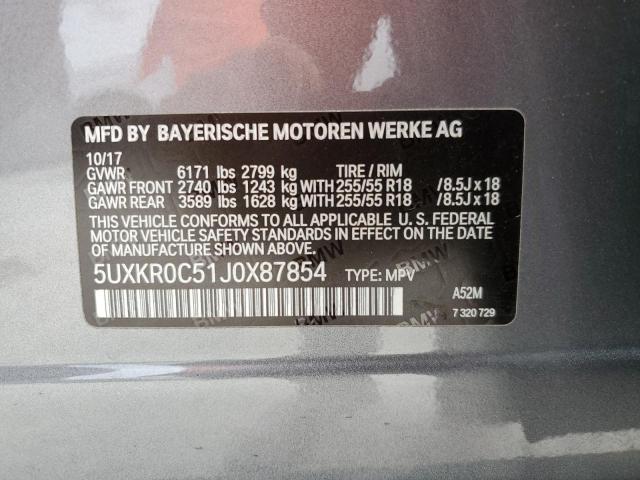 MFD BY BAYERISCHE MOTOREN WERKE AG
10/17
GVWR 6171 lbs 2799 kg TIRE / RIM
GAWR FRONT 2740 lbs 1243 kg WITH 255/55 R18 /8.5J x 18
GAWR REAR 3589 lbs 1628 kg WITH 255/55 R18 /8.5J x 18
THIS VEHICLE CONFORMS TO ALL APPLICABLE U. S. FEDERAL
MOTOR VEHICLE SAFETY STANDARDS IN EFFECT ON THE DATE
OF MANUFACTURE SHOWN ABOVE.
5UXKR0C51J0X87854 TYPE: MPV
A52M
7 320 729